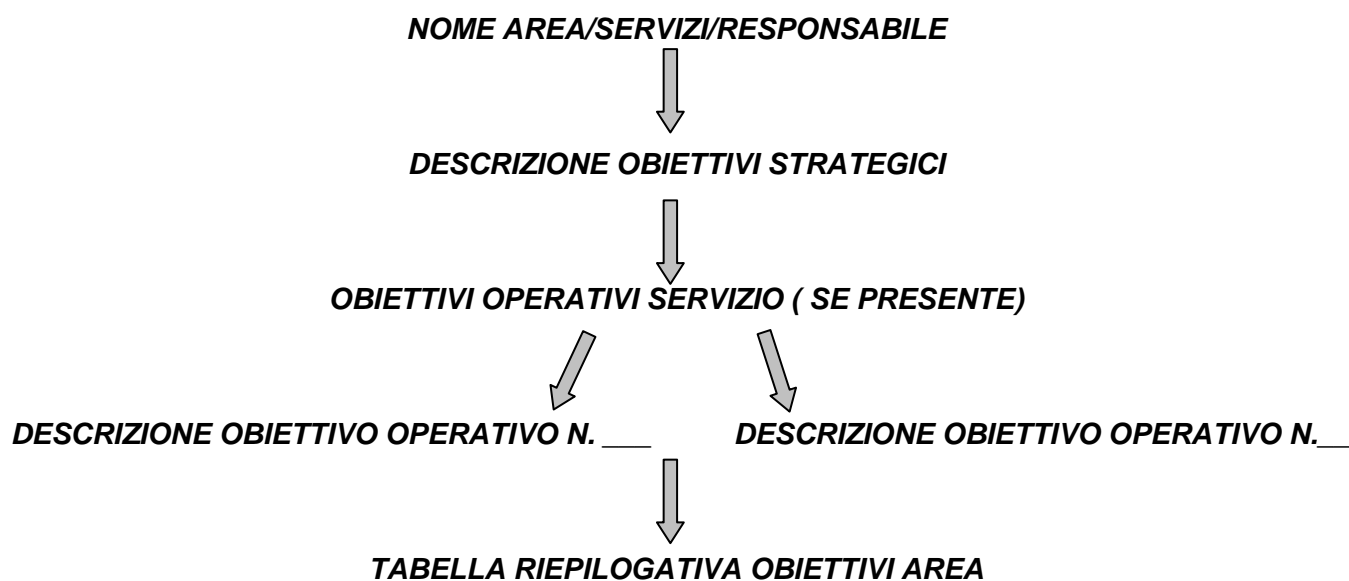 NOME AREA/SERVIZI/RESPONSABILE
DESCRIZIONE OBIETTIVI STRATEGICI
OBIETTIVI OPERATIVI SERVIZIO ( SE PRESENTE)
DESCRIZIONE OBIETTIVO OPERATIVO N. ___
DESCRIZIONE OBIETTIVO OPERATIVO N.__
TABELLA RIEPILOGATIVA OBIETTIVI AREA